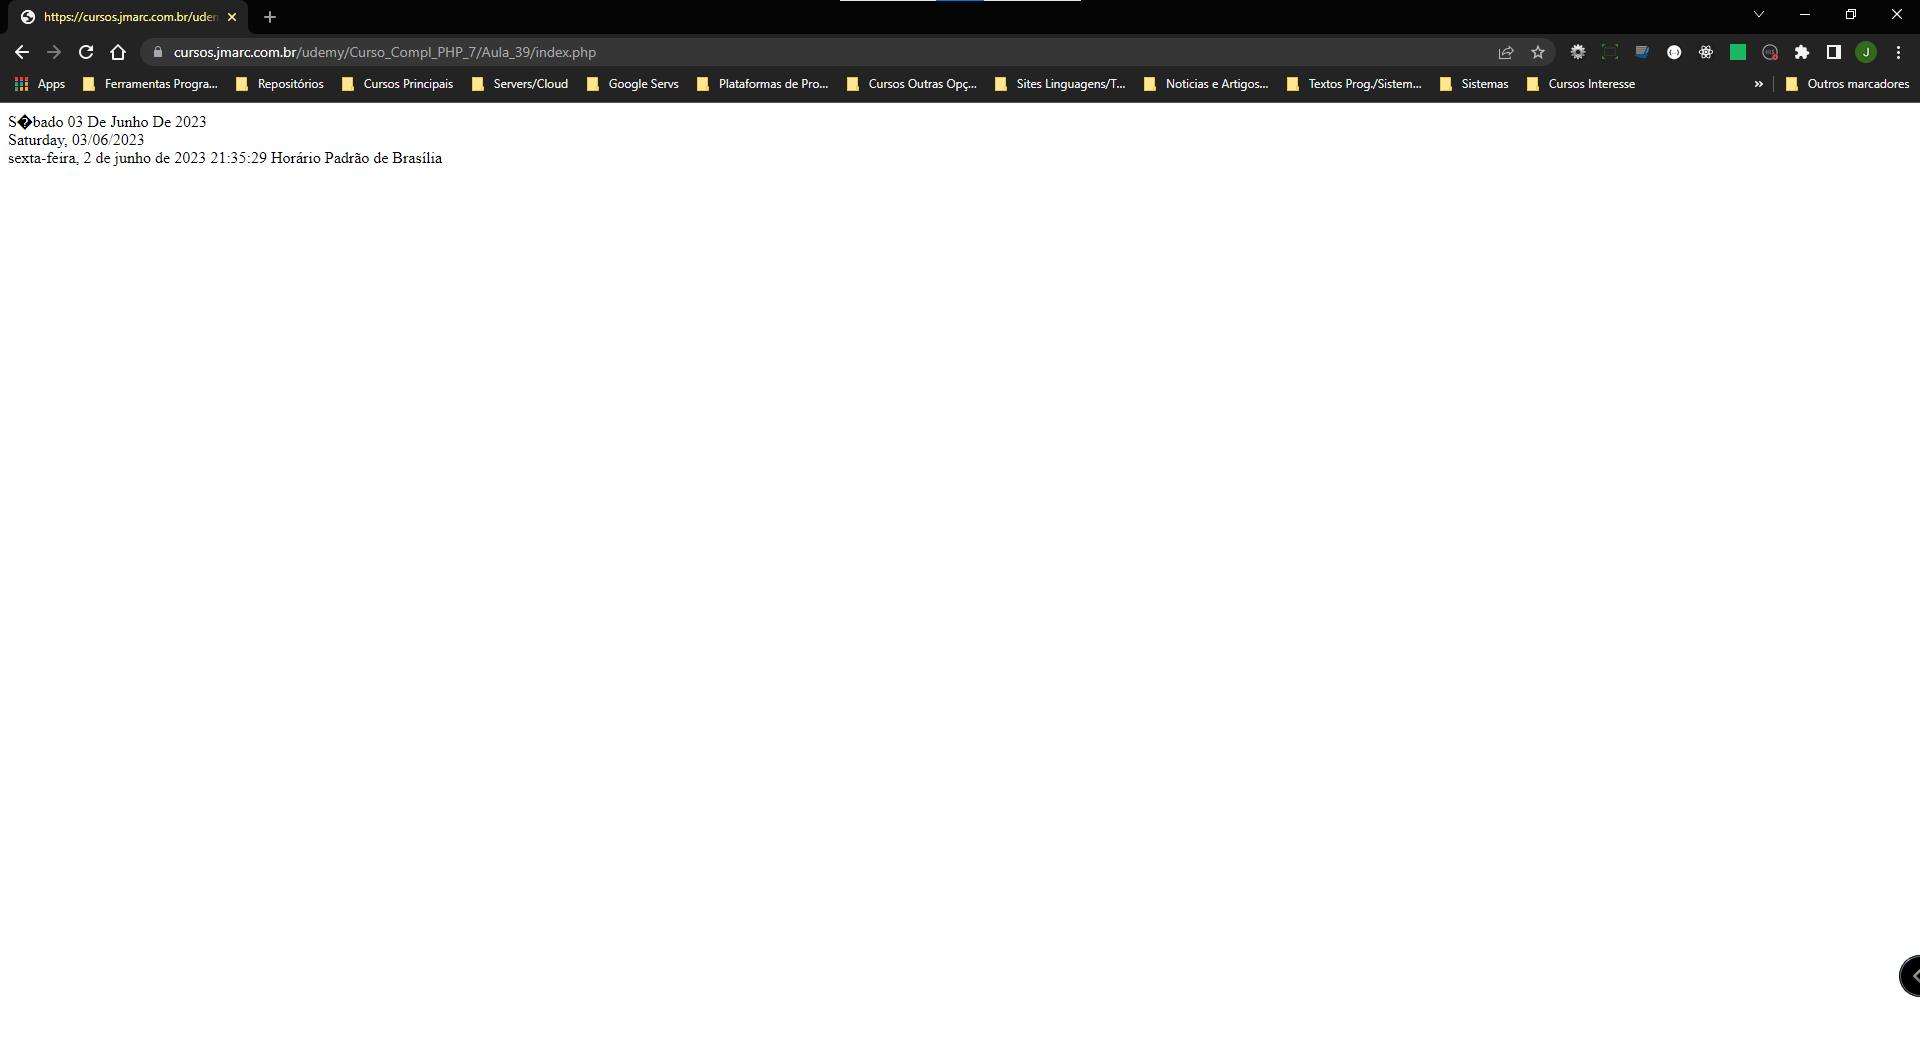 https://cursos.jmarc.com.br/uder
cursos.jmarc.com.br/udemy/Curso_Compl_PHP_7/Aula_39/index.php
J
Apps
Ferramentas Progra...
Repositórios
Cursos Principais
Servers/Cloud
Google Servs
Plataformas de Pro...
Cursos Outras Opç...
Sites Linguagens/T...
Noticias e Artigos...
Textos Prog./Sistem...
Sistemas
Cursos Interesse
»
Outros marcadores
S�bado 03 De Junho De 2023
Saturday, 03/06/2023
sexta-feira, 2 de junho de 2023 21:35:29 Horário Padrão de Brasília